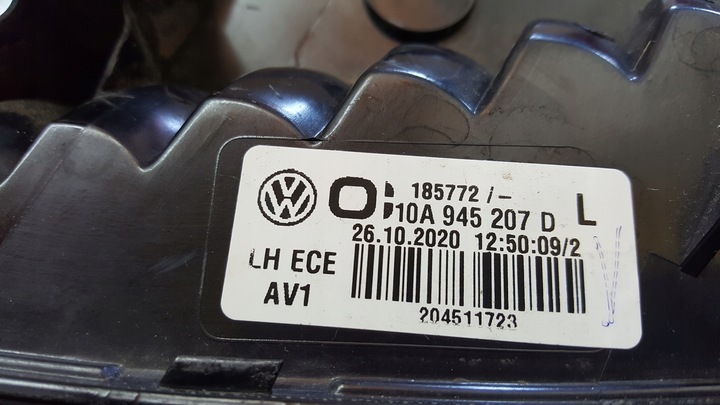 185772 / -
10A 945 207 D L
26.10.2020 12:50:09/2
LH ECE
AV1
204511723